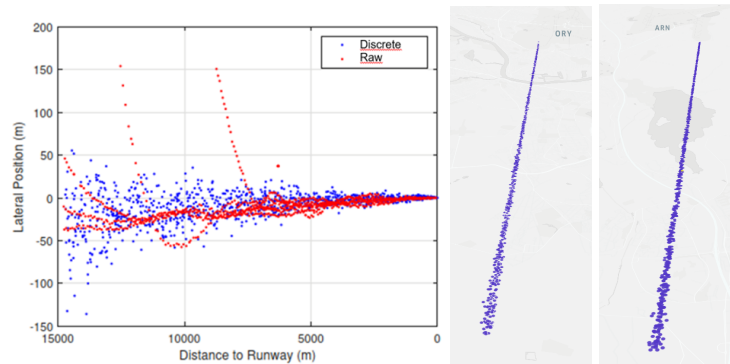 200
150
100
50
0
-50
-100
-150
15000
10000
5000
0
Lateral Position (m)
Distance to Runway (m)
Discrete
Raw
ORY
ARN